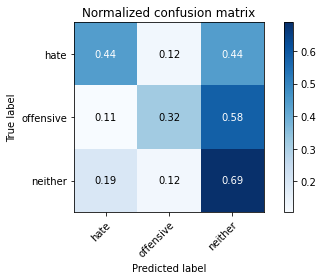 Normalized confusion matrix
hate 0.44 0.12 0.44
offensive 0.11 0.32 0.58
neither 0.19 0.12 0.69
hate offensive neither
True label
Predicted label
0.6
0.5
0.4
0.3
0.2